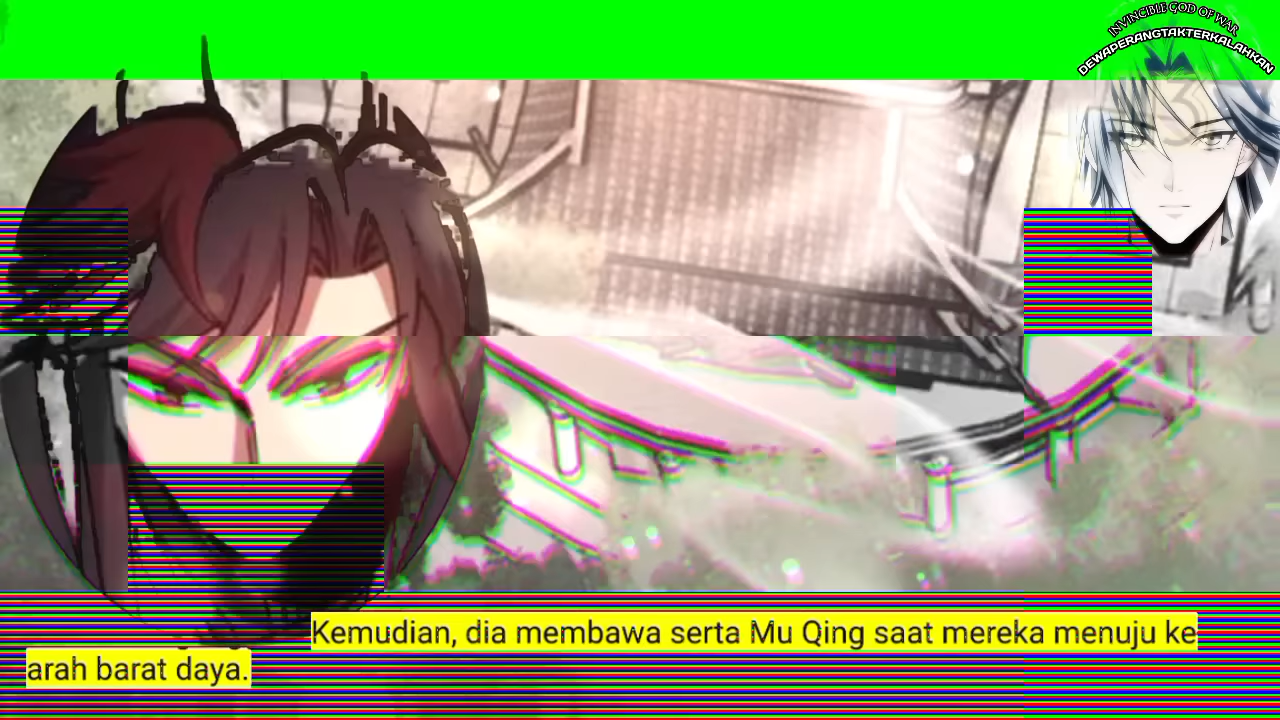 INVINCIBLE GOD OF WAR
DEWAPERANGTAKTERKALAHKAN
Kemudian, dia membawa serta Mu Qing saat mereka menuju ke
arah barat daya.